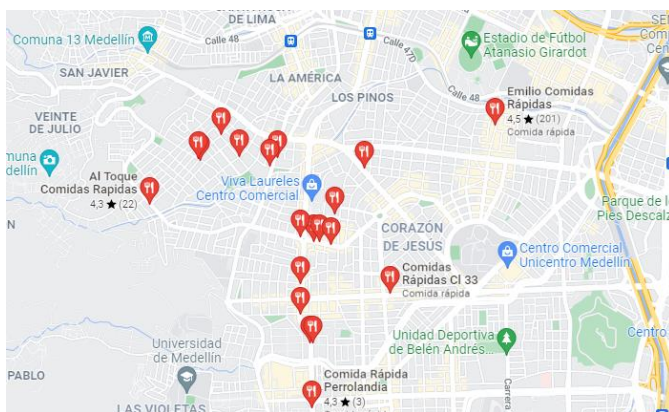 DE LIMA
Comuna 13 Medellín
Calle 48
SAN JAVIER
LA AMÉRICA
Calle 47D
Estadio de Fútbol
Atanasio Girardot
LOS PINOS
Calle 48
Emilio Comidas
Rápidas
4,5 ★ (201)
Comida rápida
VEINTE
DE JULIO
Al Toque
Comidas Rapidas
4,3 ★ (22)
Viva Laureles
Centro Comercial
Parque de l
Pies Descalz
CORAZÓN
DE JESÚS
Centro Comercial
Unicentro Medellín
Comidas
Rápidas Cl 33
Comida rápida
Centro
Unidad Deportiva
de Belén Andrés...
Universidad
de Medellín
PABLO
Comida Rápida
Perrolandia
4,3 ★ (3)
LAS VIOLETAS
Carrera